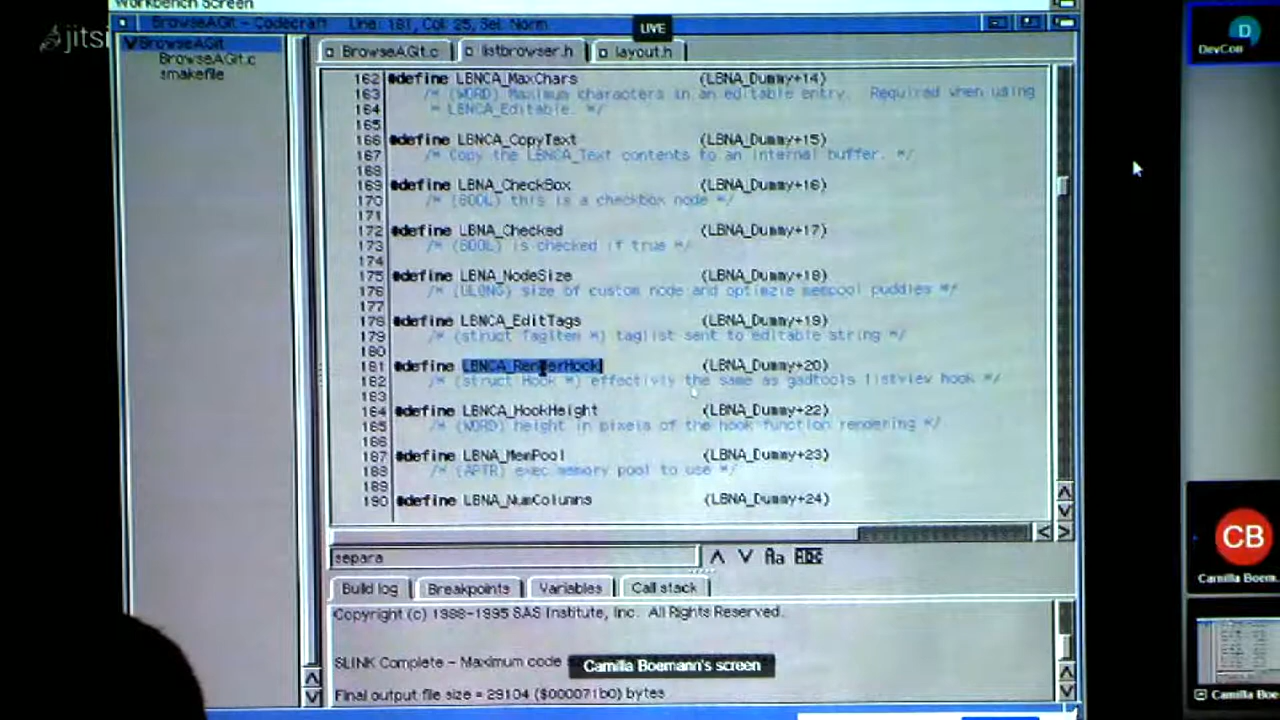 Workbench Screen
BrowseAGit - Codecraft Line: 181, Col 25, Sel Norm
LIVE
jitsi
BrowseAGit
BrowseAGit.c
smakefile
BrowseAGit.c listbrowser.h layout.h
162 #define LBNCA_MaxChars (LBNA_Dummy+14)
163 /* (WORD) Maximum characters in an editable entry. Required when using
164 * LBNCA_Editable. */
165
166 #define LBNCA_CopyText (LBNA_Dummy+15)
167 /* Copy the LBNCA_Text contents to an internal buffer. */
168
169 #define LBNA_CheckBox (LBNA_Dummy+16)
170 /* (BOOL) this is a checkbox node */
171
172 #define LBNA_Checked (LBNA_Dummy+17)
173 /* (BOOL) is checked if true */
174
175 #define LBNA_NodeSize (LBNA_Dummy+18)
176 /* (ULONG) size of custom node and optimzie mempool puddles */
177
178 #define LBNCA_EditTags (LBNA_Dummy+19)
179 /* (struct TagItem *) taglist sent to editable string */
180
181 #define LBNCA_RenderHook (LBNA_Dummy+20)
182 /* (struct Hook *) effectivly the same as gadtools listview hook */
183
184 #define LBNCA_HookHeight (LBNA_Dummy+22)
185 /* (WORD) height in pixels of the hook function rendering */
186
187 #define LBNA_MemPool (LBNA_Dummy+23)
188 /* (APTR) exec memory pool to use */
189
190 #define LBNA_NumColumns (LBNA_Dummy+24)
separa
Aa ABC
Build log Breakpoints Variables Call stack
Copyright (c) 1988-1995 SAS Institute, Inc. All Rights Reserved.
SLINK Complete - Maximum code
Camilla Boemann's screen
Final output file size = 29104 ($000071b0) bytes
D
DevCon
CB
Camilla Boem...
Camilla Boe